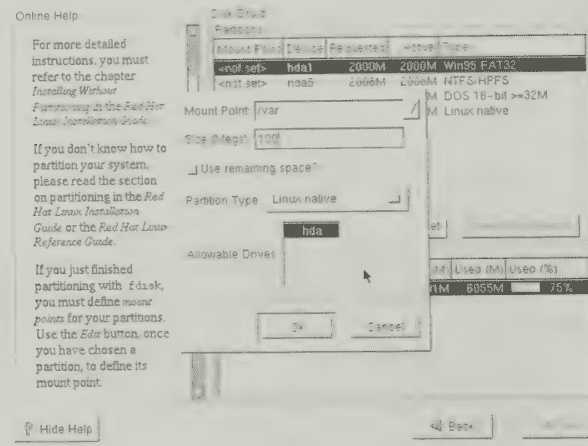 Online Help
For more detailed
instructions, you must
refer to the chapter
Installing Without
Partitioning in the Red Hat
Linux Installation Guide
If you don't know how to
partition your system,
please read the section
on partitioning in the Red
Hat Linux Installation
Guide or the Red Hat Linux
Reference Guide.
If you just finished
partitioning with fdisk,
you must define mount
points for your partitions.
Use the Edit button, once
you have chosen a
partition, to define its
mount point.
Hide Help
Disk Druid
Partitions
Mount Point Device Requested Actual Type
<not set> hda1 2000M 2000M Win95 FAT32
<not set> hda5 2000M 2000M NTFS/HPFS
M DOS 16-bit >=32M
M Linux native
Mount Point: /var
Size (Megs): 100
Use remaining space?
Partition Type: Linux native
hda
Allowable Drives:
Ok Cancel
Used (M) Used (%)
1M 6055M 75%
Back